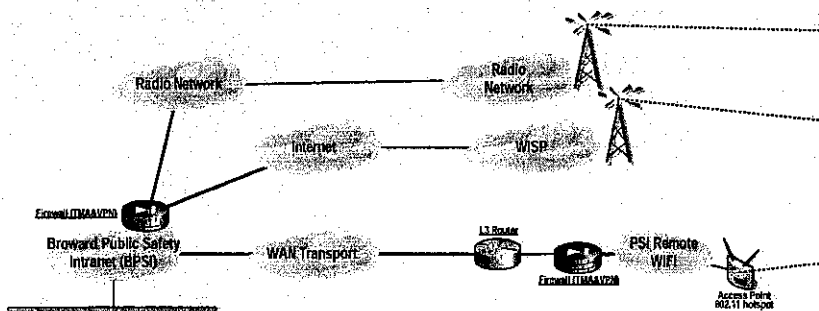 Radio Network
Radio
Network
Internet
WISP
Firewall (TMA&VPN)
Broward Public Safety
Intranet (BPSI)
WAN Transport
L3 Router
Firewall (TMA&VPN)
PSI Remote
WIFI
Access Point
802.11 hotspot